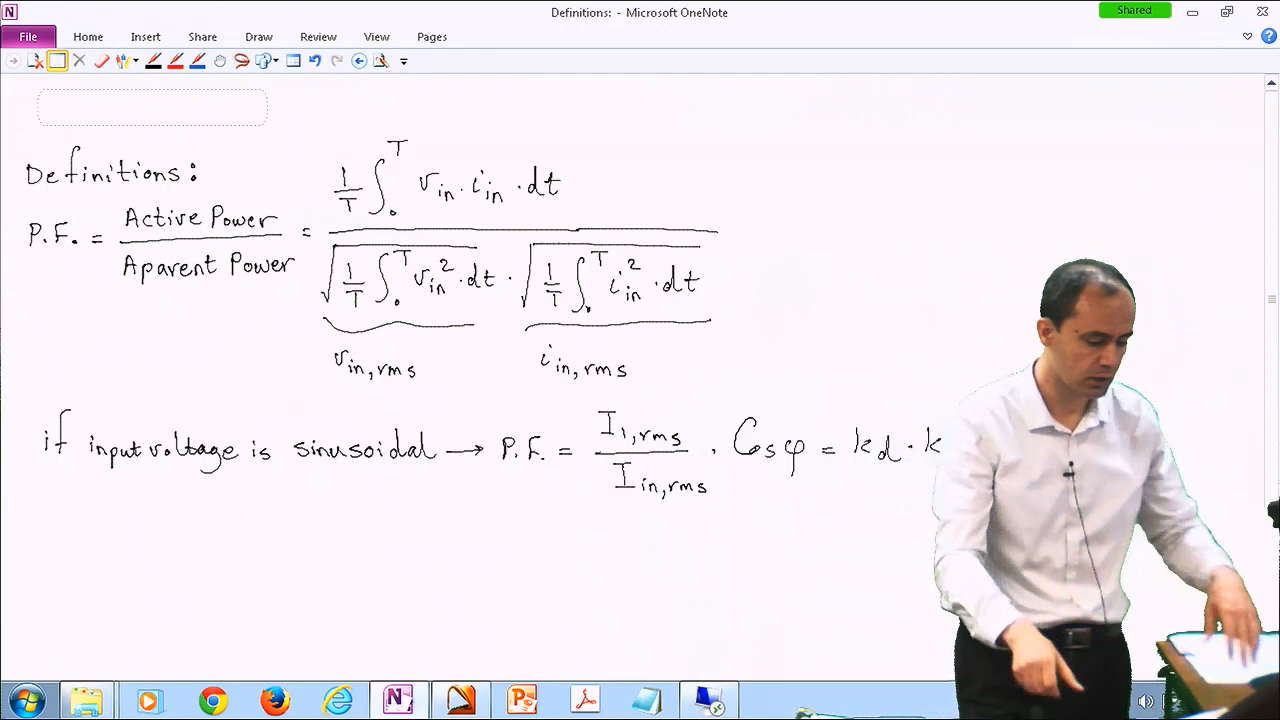 Definitions: - Microsoft OneNote
Shared
File Home Insert Share Draw Review View Pages
Definitions:
P.F. = Active Power / Aparent Power = 1/T ∫₀ᵀ v_in · i_in · dt / √(1/T ∫₀ᵀ v_in² · dt) · √(1/T ∫₀ᵀ i_in² · dt)
v_in,rms i_in,rms
if input voltage is sinusoidal → P.F. = I_1,rms / I_in,rms · Cos φ = k_d · k